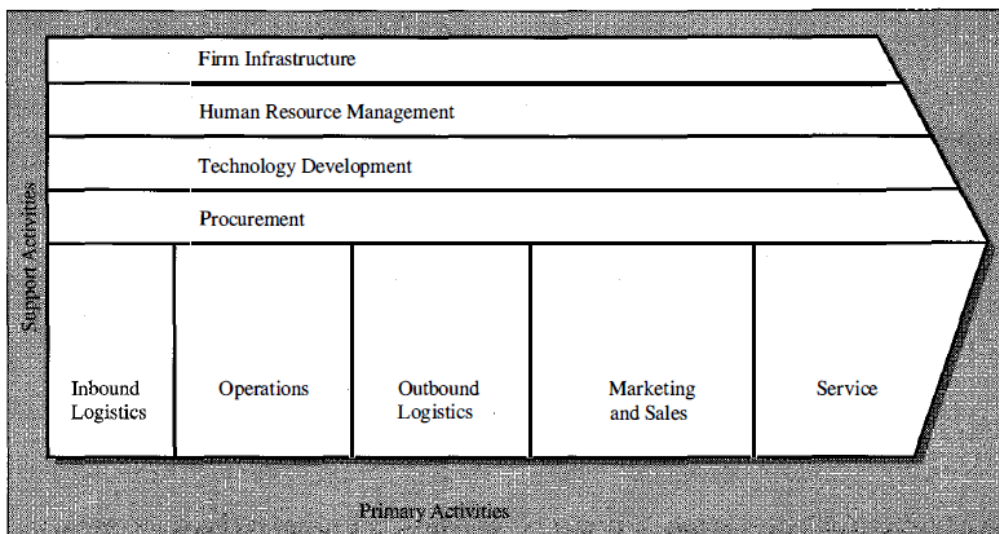 Firm Infrastructure
Human Resource Management
Technology Development
Procurement
Support Activities
Inbound
Logistics
Operations
Outbound
Logistics
Marketing
and Sales
Service
Primary Activities